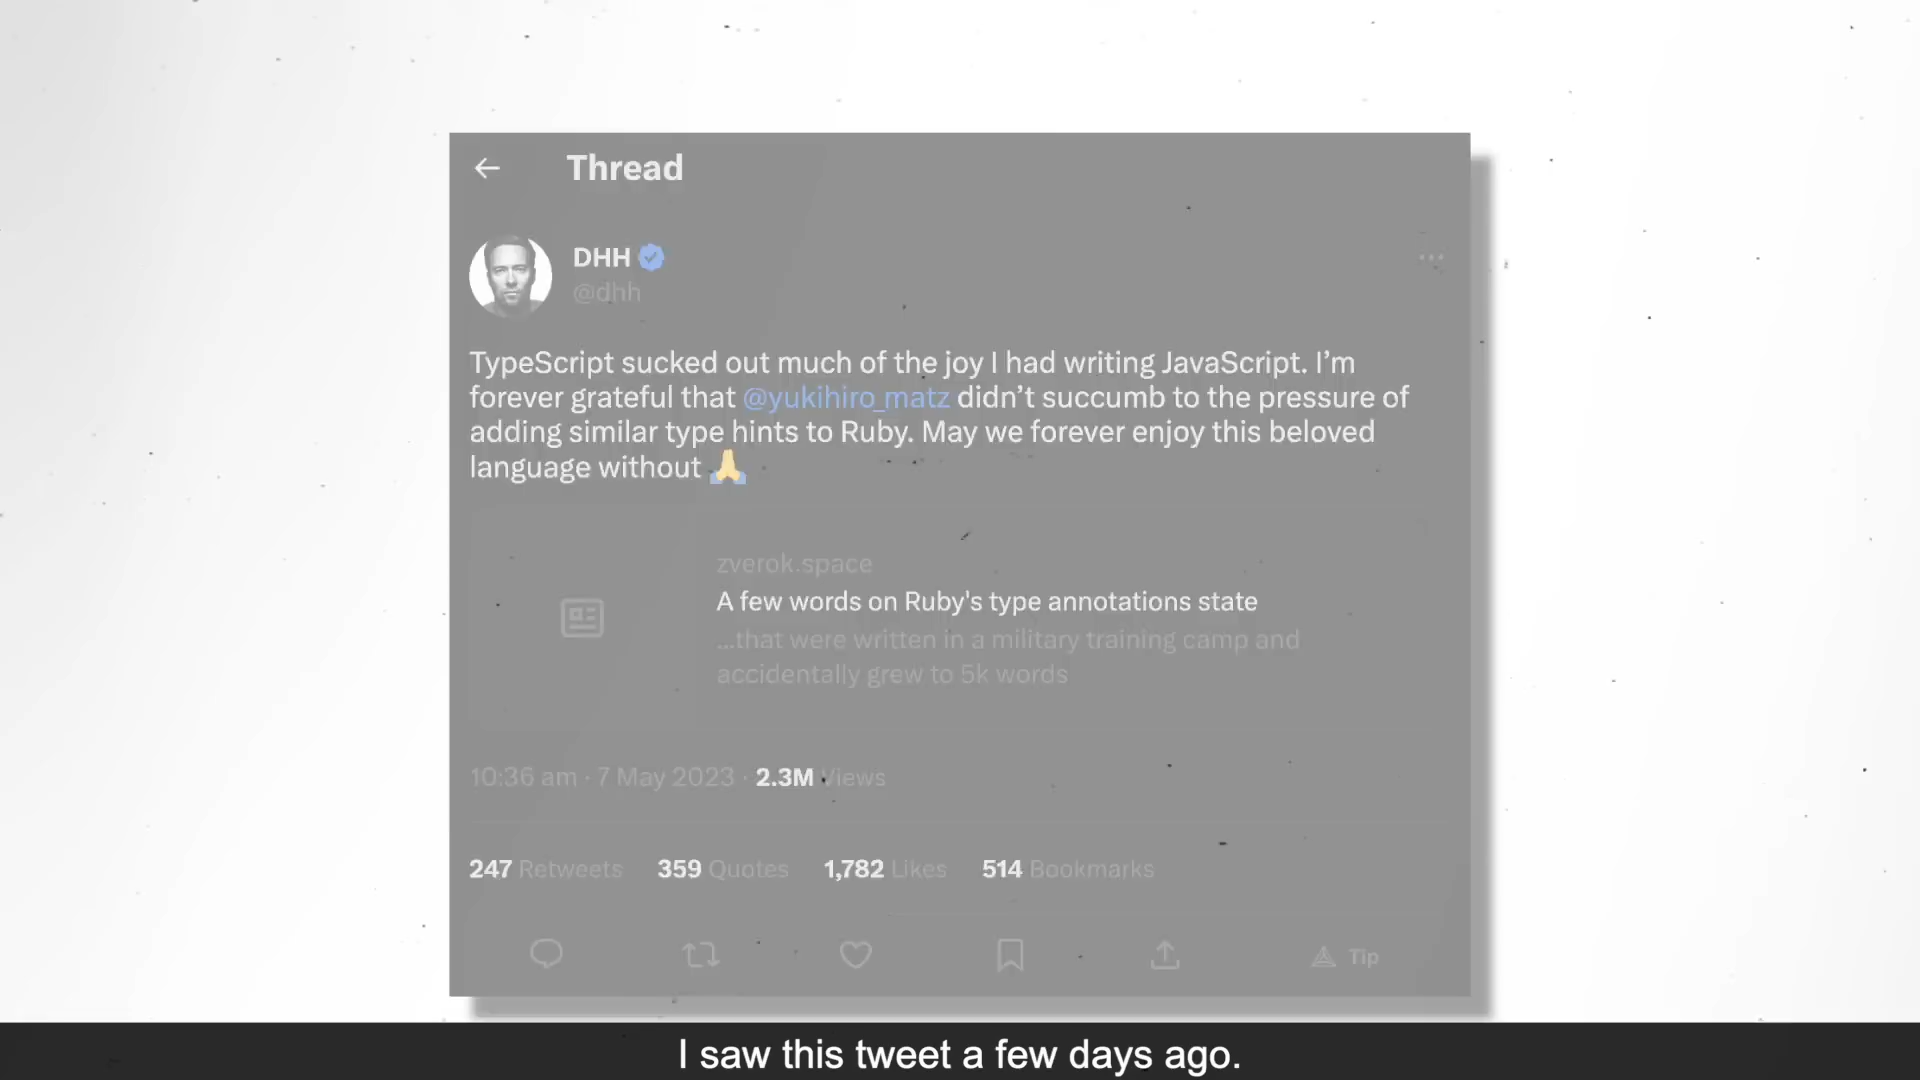 Thread
DHH
@dhh
TypeScript sucked out much of the joy I had writing JavaScript. I’m
forever grateful that @yukihiro_matz didn’t succumb to the pressure of
adding similar type hints to Ruby. May we forever enjoy this beloved
language without 🙏
zverok.space
A few words on Ruby's type annotations state
...that were written in a military training camp and
accidentally grew to 5k words
10:36 am · 7 May 2023 · 2.3M Views
247 Retweets 359 Quotes 1,782 Likes 514 Bookmarks
Tip
I saw this tweet a few days ago.